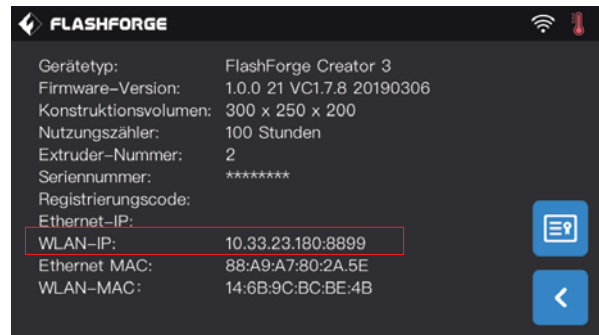 FLASHFORGE
Gerätetyp: FlashForge Creator 3
Firmware-Version: 1.0.0 21 VC1.7.8 20190306
Konstruktionsvolumen: 300 x 250 x 200
Nutzungszähler: 100 Stunden
Extruder-Nummer: 2
Seriennummer: ********
Registrierungscode:
Ethernet-IP:
WLAN-IP: 10.33.23.180:8899
Ethernet MAC: 88:A9:A7:80:2A.5E
WLAN-MAC: 14:6B:9C:BC:BE:4B